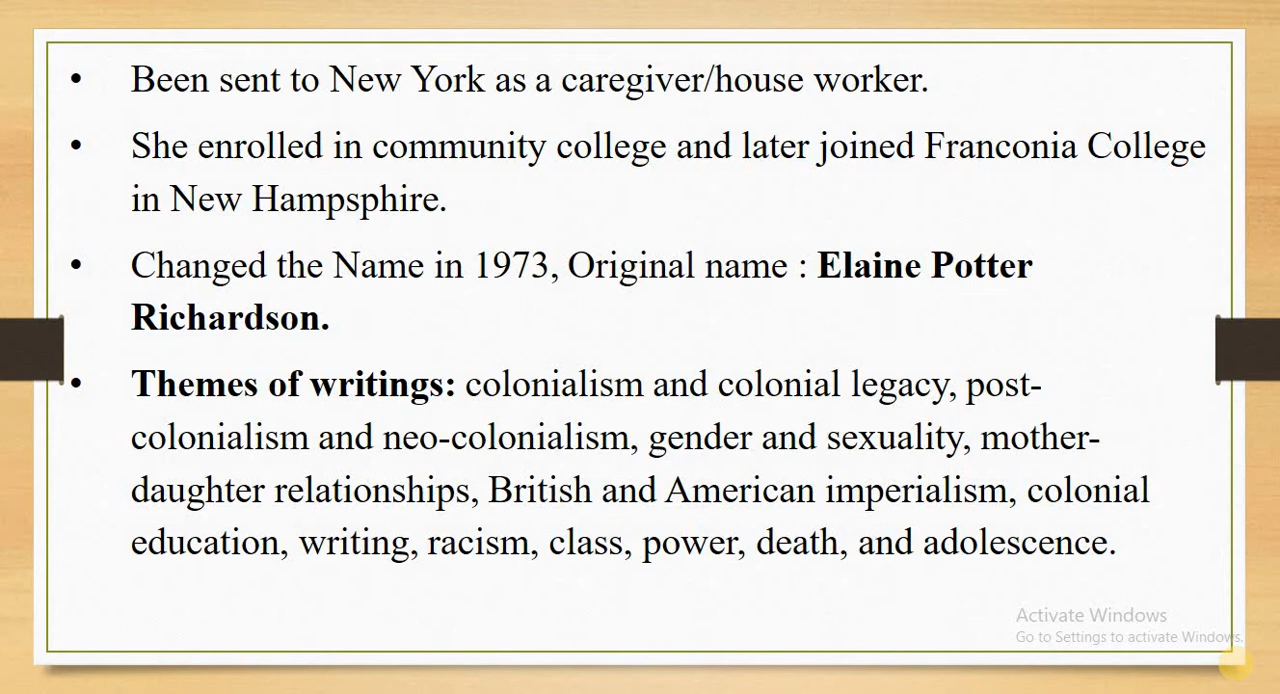 • Been sent to New York as a caregiver/house worker.
• She enrolled in community college and later joined Franconia College
in New Hampsphire.
• Changed the Name in 1973, Original name : Elaine Potter
Richardson.
• Themes of writings: colonialism and colonial legacy, post-
colonialism and neo-colonialism, gender and sexuality, mother-
daughter relationships, British and American imperialism, colonial
education, writing, racism, class, power, death, and adolescence.
Activate Windows
Go to Settings to activate Windows.